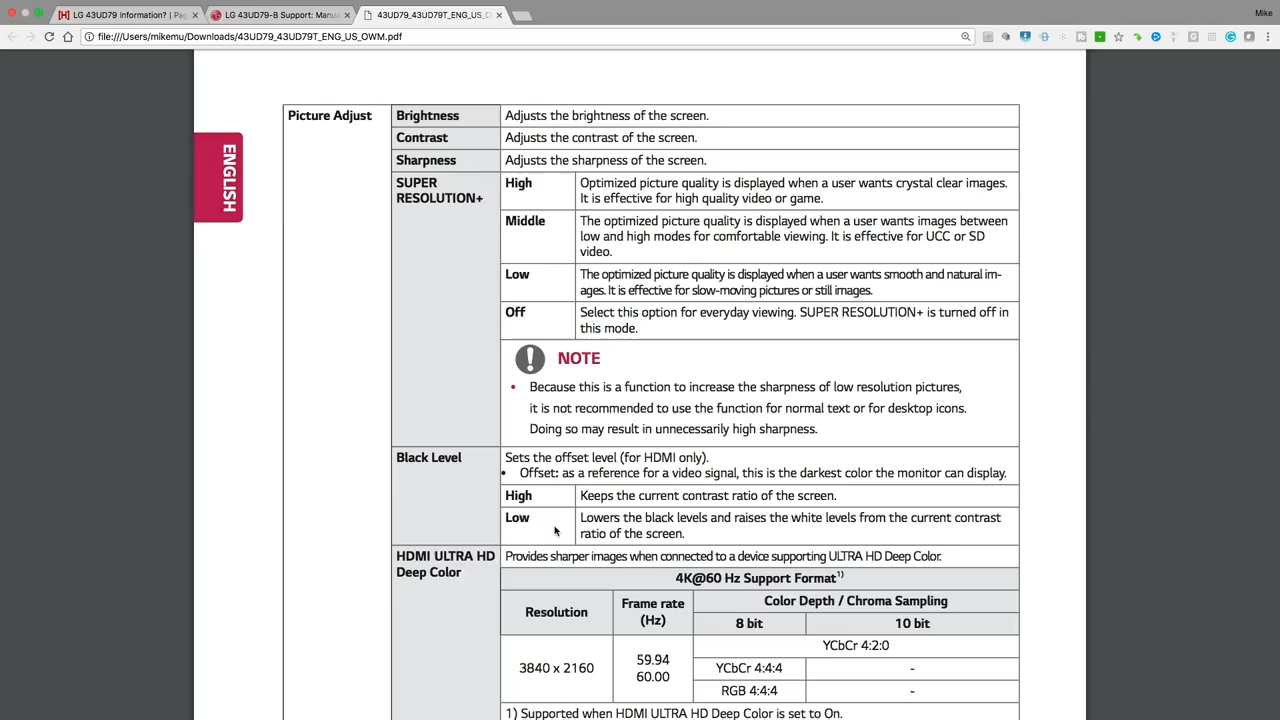 [H] LG 43UD79 Information? | Pag
LG 43UD79-B Support: Manua
43UD79_43UD79T_ENG_US_O
Mike
file:///Users/mikemu/Downloads/43UD79_43UD79T_ENG_US_OWM.pdf
ENGLISH
Picture Adjust
Brightness Adjusts the brightness of the screen.
Contrast Adjusts the contrast of the screen.
Sharpness Adjusts the sharpness of the screen.
SUPER
RESOLUTION+
High Optimized picture quality is displayed when a user wants crystal clear images.
It is effective for high quality video or game.
Middle The optimized picture quality is displayed when a user wants images between
low and high modes for comfortable viewing. It is effective for UCC or SD
video.
Low The optimized picture quality is displayed when a user wants smooth and natural im-
ages. It is effective for slow-moving pictures or still images.
Off Select this option for everyday viewing. SUPER RESOLUTION+ is turned off in
this mode.
NOTE
• Because this is a function to increase the sharpness of low resolution pictures,
it is not recommended to use the function for normal text or for desktop icons.
Doing so may result in unnecessarily high sharpness.
Black Level Sets the offset level (for HDMI only).
• Offset: as a reference for a video signal, this is the darkest color the monitor can display.
High Keeps the current contrast ratio of the screen.
Low Lowers the black levels and raises the white levels from the current contrast
ratio of the screen.
HDMI ULTRA HD
Deep Color
Provides sharper images when connected to a device supporting ULTRA HD Deep Color.
4K@60 Hz Support Format1)
Resolution
Frame rate
(Hz)
Color Depth / Chroma Sampling
8 bit 10 bit
3840 x 2160
59.94
60.00
YCbCr 4:2:0
YCbCr 4:4:4 -
RGB 4:4:4 -
1) Supported when HDMI ULTRA HD Deep Color is set to On.